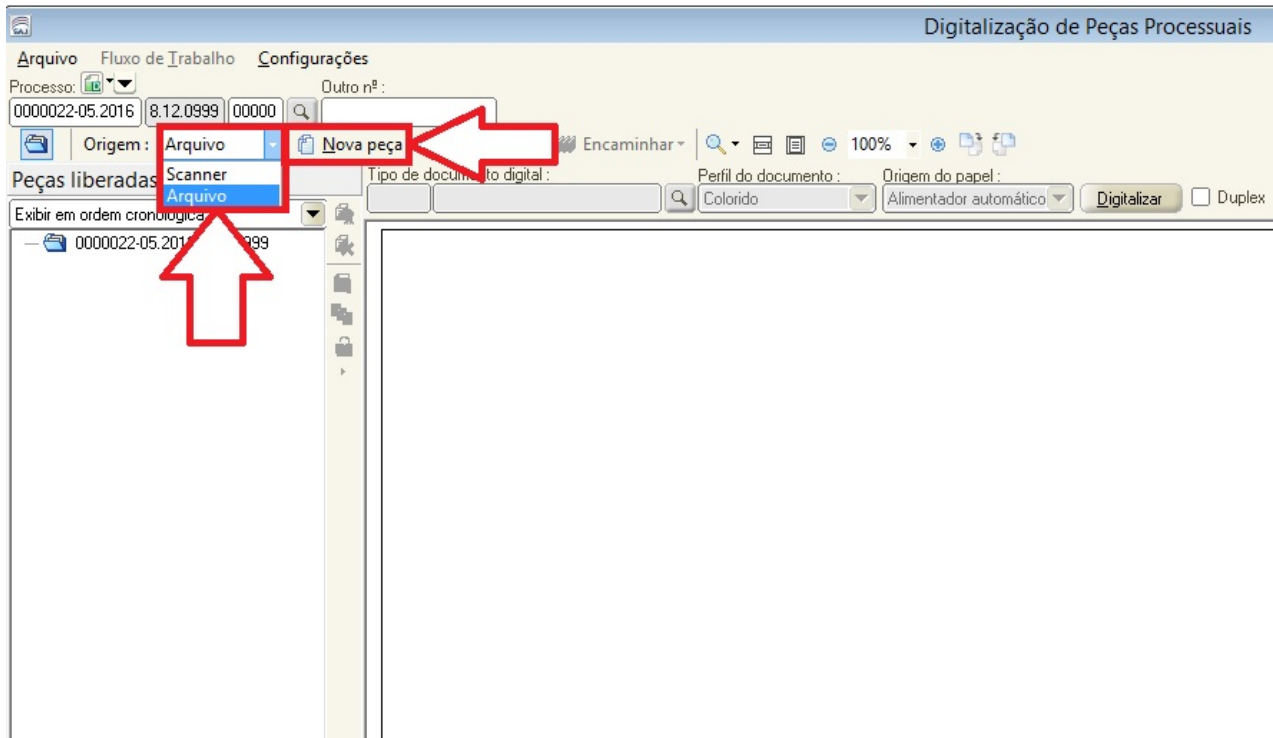 Digitalização de Peças Processuais
Arquivo Fluxo de Trabalho Configurações
Processo: Outro nº :
0000022-05.2016 8.12.0999 00000
Origem : Arquivo Nova peça Encaminhar 100%
Scanner
Arquivo
Peças liberadas
Tipo de documento digital : Perfil do documento : Origem do papel :
Colorido Alimentador automático Digitalizar Duplex
Exibir em ordem cronológica
0000022-05.201 999